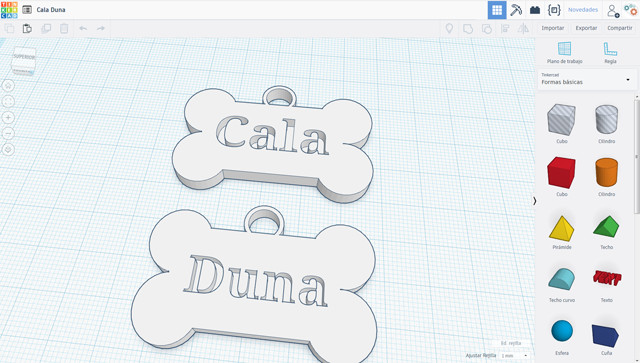 TIN
KER
CAD
Cala Duna
Novedades
Importar
Exportar
Compartir
SUPERIOR
Plano de trabajo
Regla
Tinkercad
Formas básicas
Cubo
Cilindro
Cubo
Cilindro
Pirámide
Techo
Techo curvo
Texto
Esfera
Cuña
Cala
Duna
Ed. rejilla
Ajustar Rejilla
1 mm